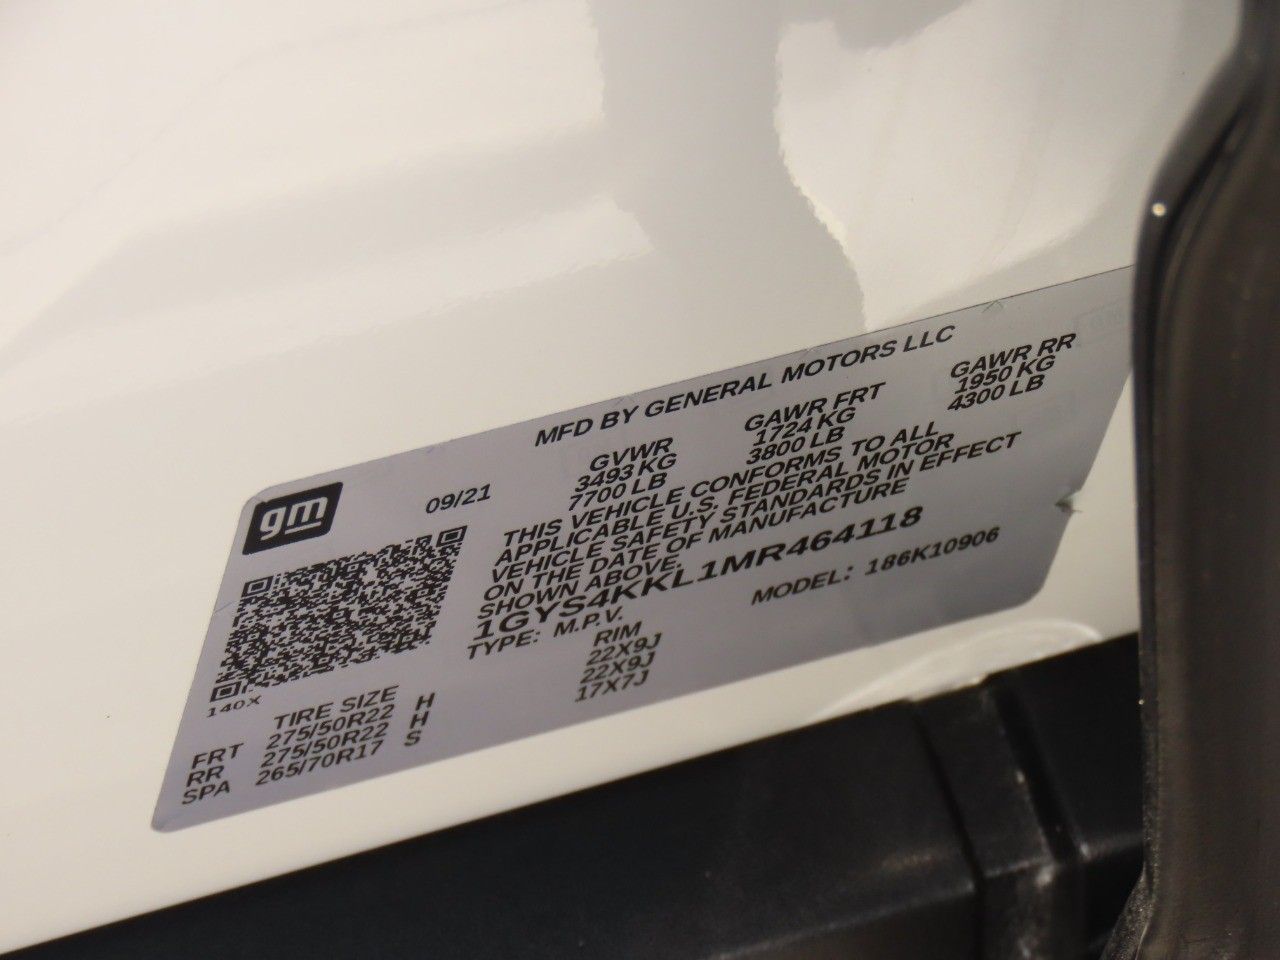 MFD BY GENERAL MOTORS LLC
gm
09/21
GVWR GAWR FRT GAWR RR
3493 KG 1724 KG 1950 KG
7700 LB 3800 LB 4300 LB
THIS VEHICLE CONFORMS TO ALL
APPLICABLE U.S. FEDERAL MOTOR
VEHICLE SAFETY STANDARDS IN EFFECT
ON THE DATE OF MANUFACTURE
SHOWN ABOVE.
1GYS4KKL1MR464118
TYPE: M.P.V. MODEL: 186K10906
140X
TIRE SIZE RIM
FRT 275/50R22 H 22X9J
RR 275/50R22 H 22X9J
SPA 265/70R17 S 17X7J